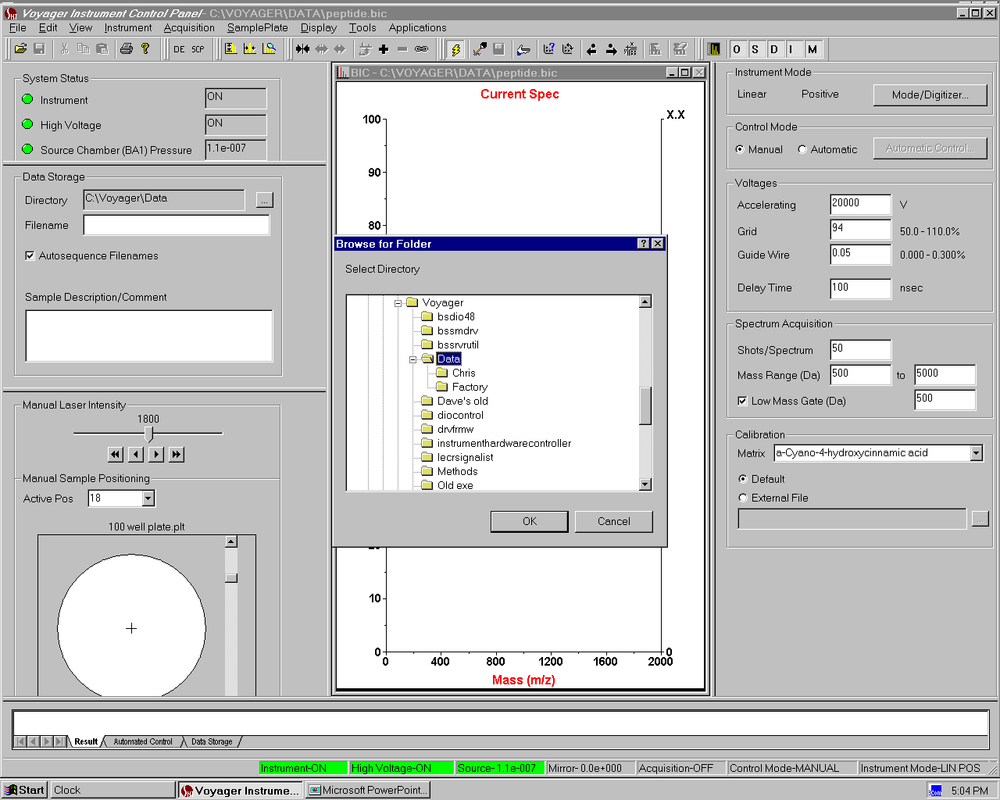 Voyager Instrument Control Panel - C:\VOYAGER\DATA\peptide.bic
File Edit View Instrument Acquisition SamplePlate Display Tools Applications
DE SCP O S D I M
System Status
Instrument ON
High Voltage ON
Source Chamber (BA1) Pressure 1.1e-007
Data Storage
Directory C:\Voyager\Data ...
Filename
Autosequence Filenames
Sample Description/Comment
Manual Laser Intensity
1800
Manual Sample Positioning
Active Pos 18
100 well plate.plt
BIC - C:\VOYAGER\DATA\peptide.bic
Current Spec
X.X
100
90
80
Browse for Folder
Select Directory
Voyager
bsdio48
bssmdrv
bssrvrutil
Data
Chris
Factory
Dave's old
diocontrol
drvfrmw
instrumenthardwarecontroller
lecrsignalist
Methods
Old exe
OK Cancel
20
10
0 0
0 400 800 1200 1600 2000
Mass (m/z)
Instrument Mode
Linear Positive Mode/Digitizer...
Control Mode
Manual Automatic Automatic Control...
Voltages
Accelerating 20000 V
Grid 94 50.0 - 110.0%
Guide Wire 0.05 0.000 - 0.300%
Delay Time 100 nsec
Spectrum Acquisition
Shots/Spectrum 50
Mass Range (Da) 500 to 5000
Low Mass Gate (Da) 500
Calibration
Matrix a-Cyano-4-hydroxycinnamic acid
Default
External File
...
Result Automated Control Data Storage
Instrument-ON High Voltage-ON Source- 1.1e-007 Mirror- 0.0e+000 Acquisition-OFF Control Mode-MANUAL Instrument Mode-LIN POS
Start Clock Voyager Instrume... Microsoft PowerPoint... 5:04 PM